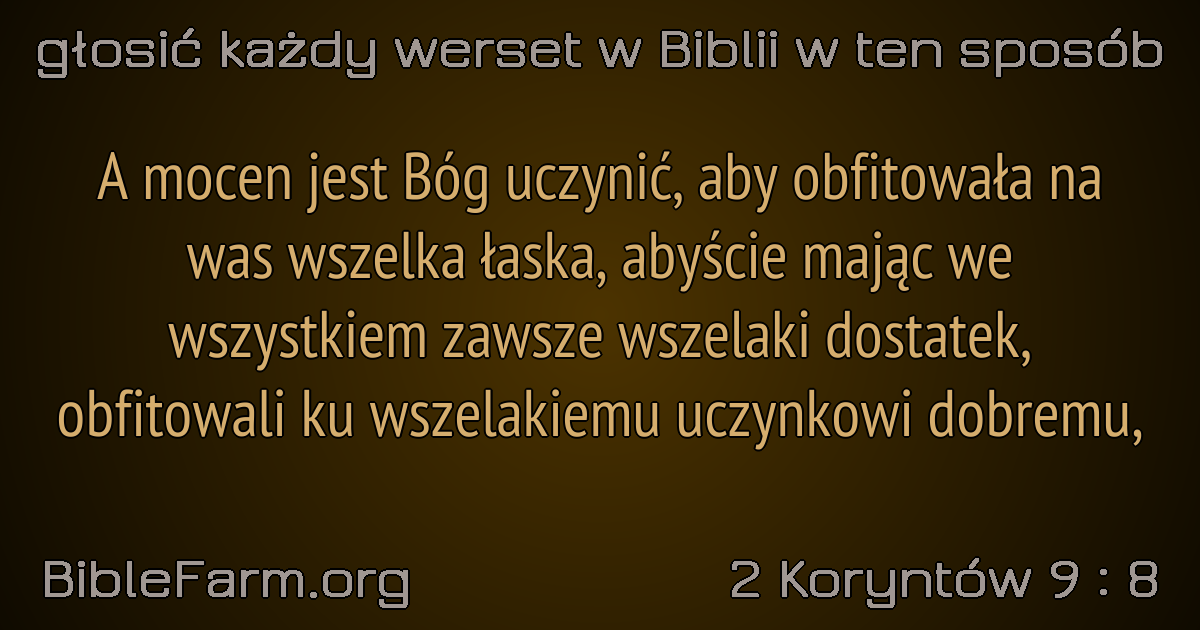 głosić każdy werset w Biblii w ten sposób
A mocen jest Bóg uczynić, aby obfitowała na
was wszelka łaska, abyście mając we
wszystkiem zawsze wszelaki dostatek,
obfitowali ku wszelakiemu uczynkowi dobremu,
BibleFarm.org
2 Koryntów 9 : 8